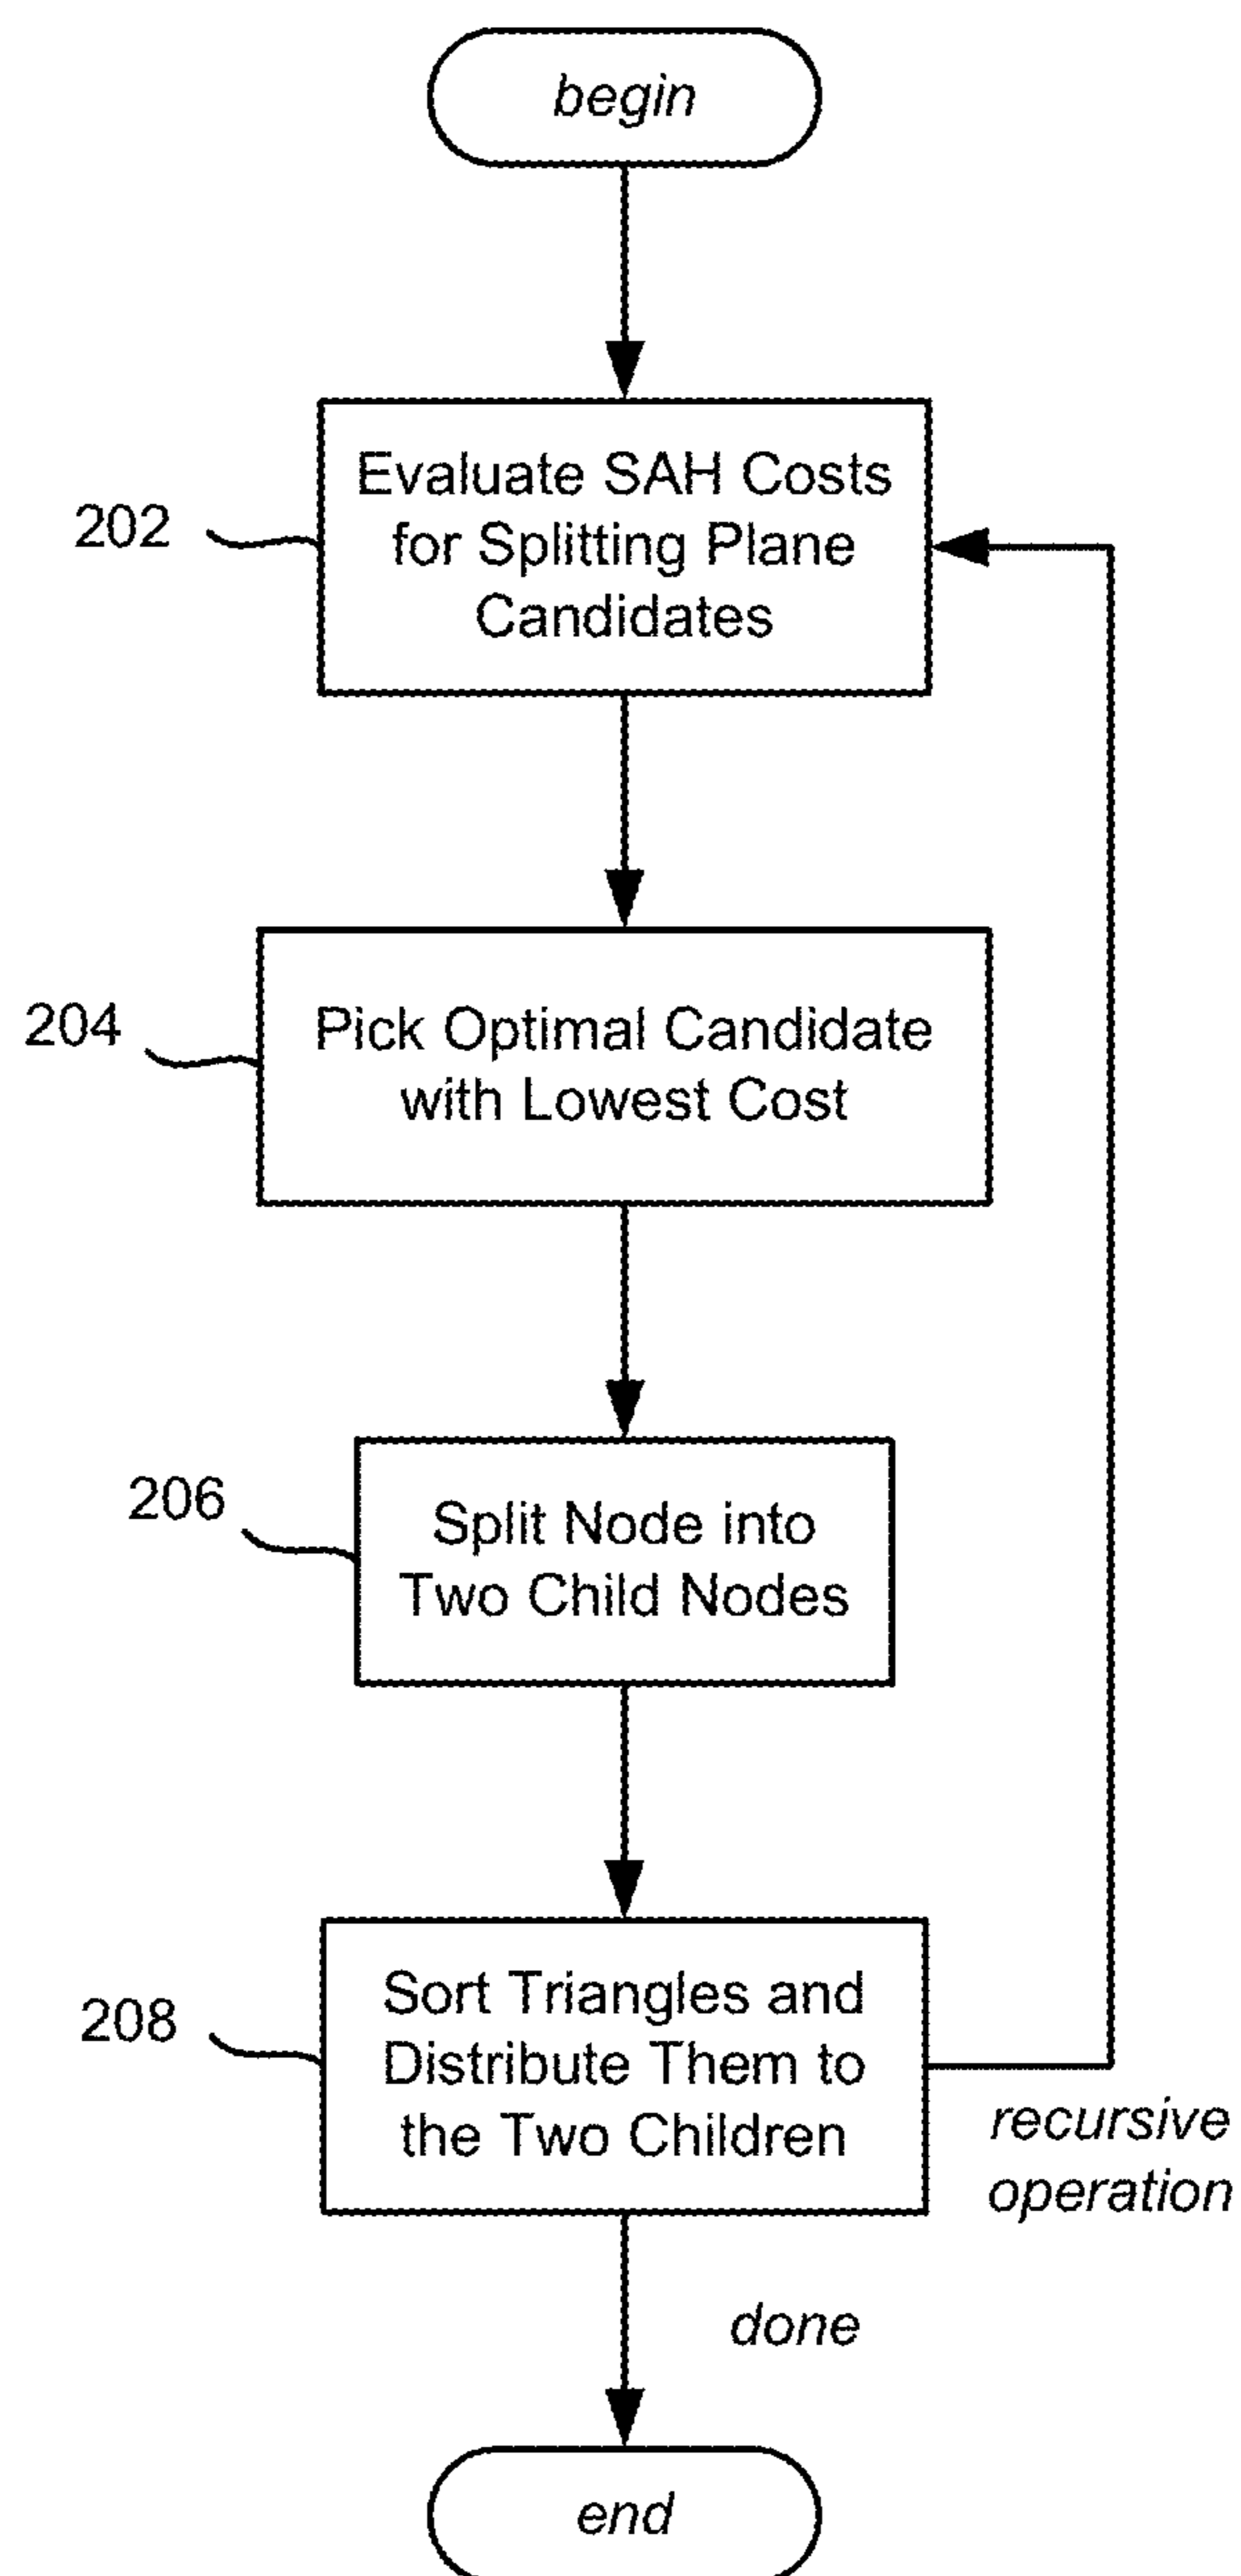 begin
202
Evaluate SAH Costs
for Splitting Plane
Candidates
204
Pick Optimal Candidate
with Lowest Cost
206
Split Node into
Two Child Nodes
208
Sort Triangles and
Distribute Them to
the Two Children
recursive
operation
done
end